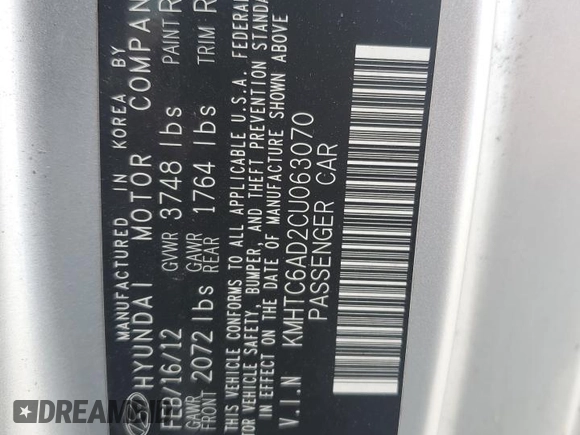 MANUFACTURED IN KOREA BY
HYUNDAI MOTOR COMPAN
FEB/16/12 GVWR 3748 lbs PAINT R
GAWR FRONT 2072 lbs GAWR REAR 1764 lbs TRIM R
THIS VEHICLE CONFORMS TO ALL APPLICABLE U.S.A. FEDERAL
VEHICLE SAFETY, BUMPER, AND THEFT PREVENTION STANDA
IN EFFECT ON THE DATE OF MANUFACTURE SHOWN ABOVE
V.I.N KMHTC6AD2CU063070
PASSENGER CAR